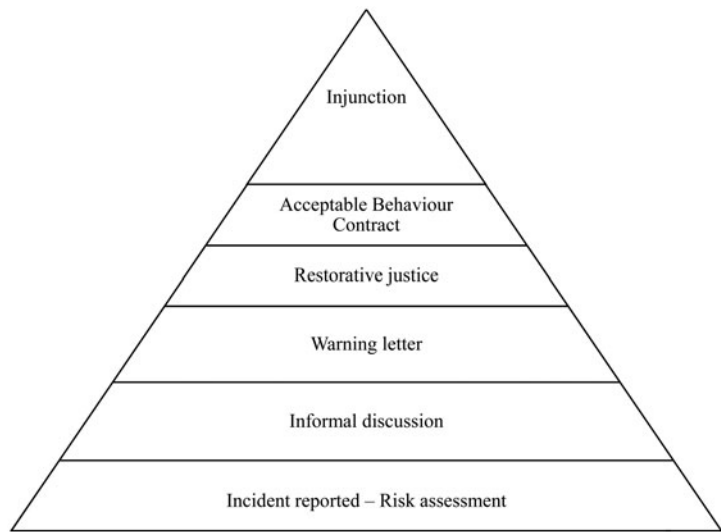 Injunction
Acceptable Behaviour
Contract
Restorative justice
Warning letter
Informal discussion
Incident reported – Risk assessment